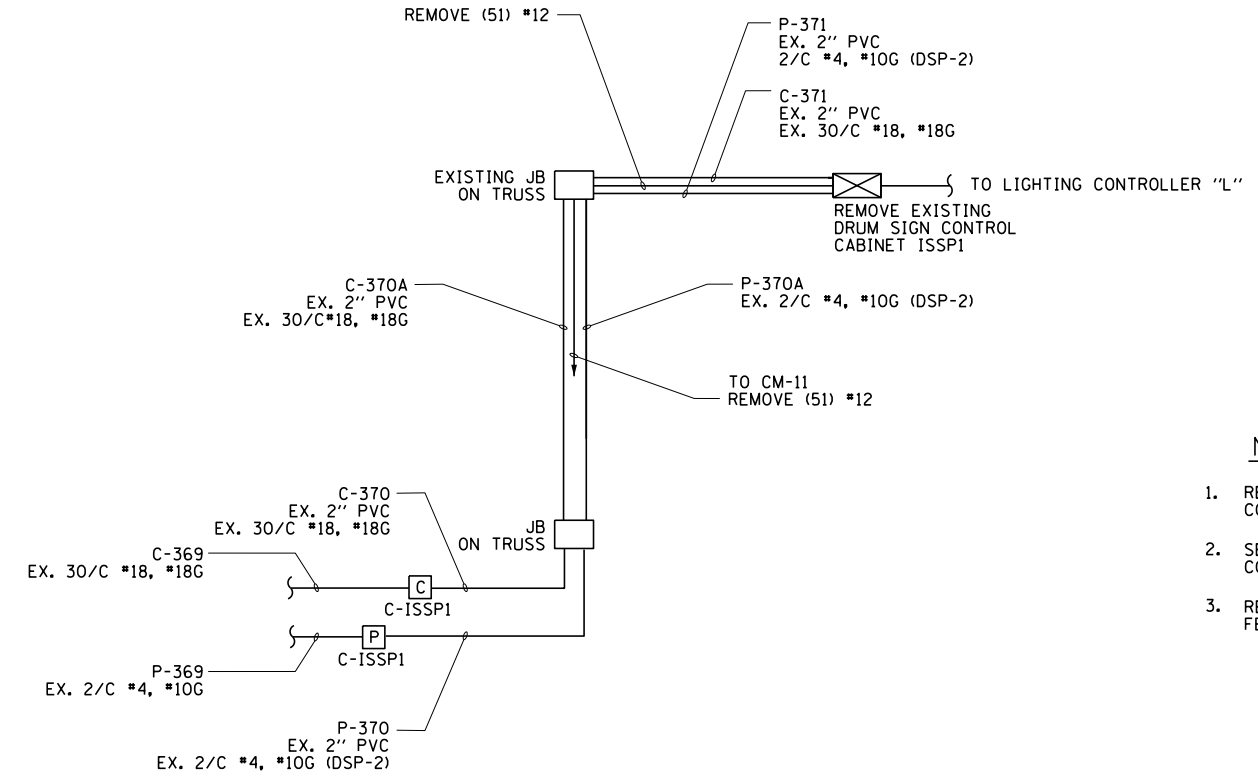 REMOVE (51) #12
P-371
EX. 2" PVC
2/C #4, #10G (DSP-2)
C-371
EX. 2" PVC
EX. 30/C #18, #18G
EXISTING JB
ON TRUSS
TO LIGHTING CONTROLLER "L"
REMOVE EXISTING
DRUM SIGN CONTROL
CABINET ISSP1
C-370A
EX. 2" PVC
EX. 30/C#18, #18G
P-370A
EX. 2/C #4, #10G (DSP-2)
TO CM-11
REMOVE (51) #12
C-370
EX. 2" PVC
EX. 30/C #18, #18G
JB
ON TRUSS
C-369
EX. 30/C #18, #18G
C
C-ISSP1
P
C-ISSP1
P-369
EX. 2/C #4, #10G
P-370
EX. 2" PVC
EX. 2/C #4, #10G (DSP-2)
1.
2.
3.